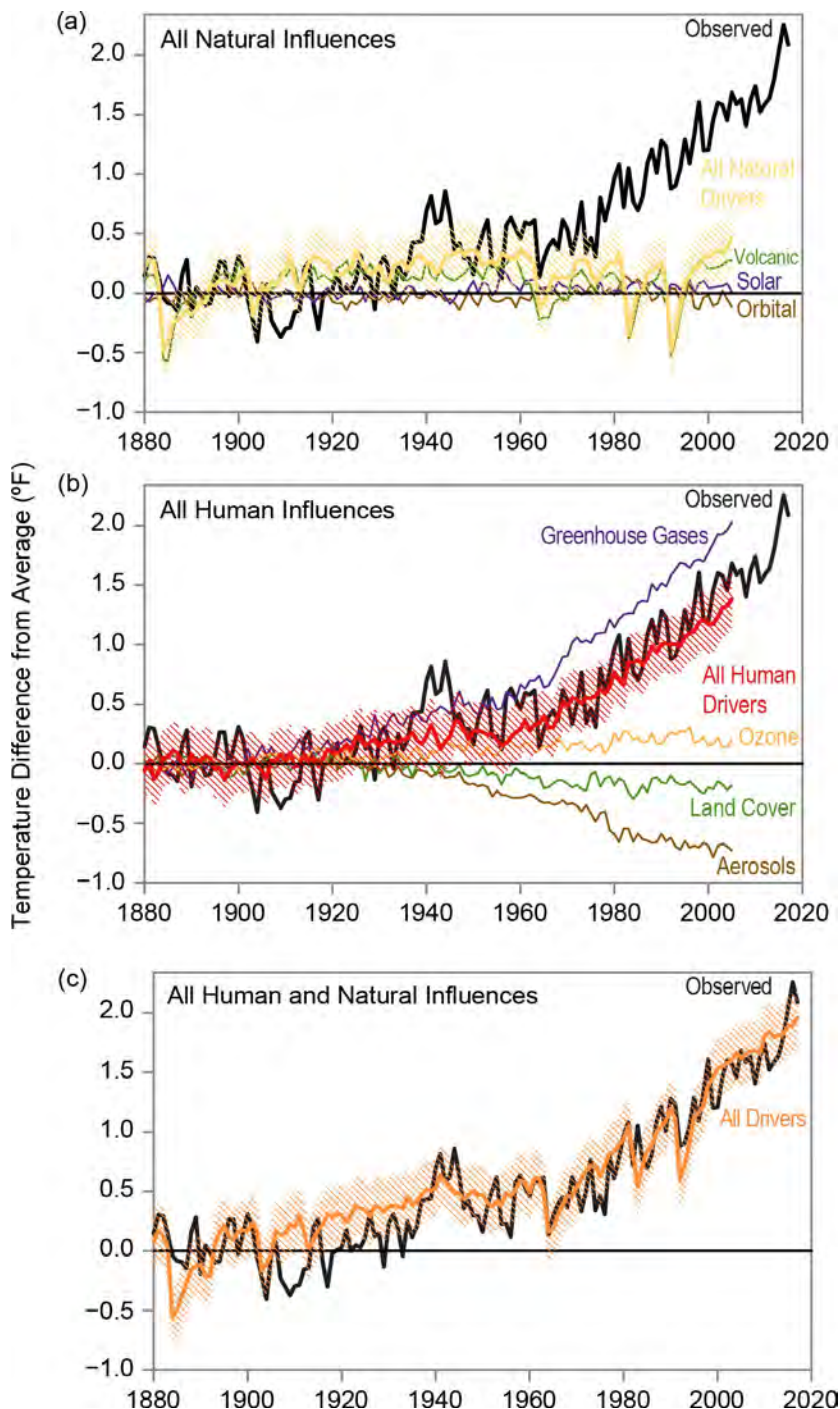 (a)
All Natural Influences
Observed
2.0
1.5
1.0
All Natural
Drivers
0.5
Volcanic
Solar
0.0
Orbital
−0.5
−1.0
1880 1900 1920 1940 1960 1980 2000 2020
Temperature Difference from Average (ºF)
(b)
All Human Influences
Observed
2.0
Greenhouse Gases
1.5
1.0
All Human
Drivers
0.5
Ozone
0.0
Land Cover
−0.5
Aerosols
−1.0
1880 1900 1920 1940 1960 1980 2000 2020
(c)
All Human and Natural Influences
Observed
2.0
1.5
All Drivers
1.0
0.5
0.0
−0.5
−1.0
1880 1900 1920 1940 1960 1980 2000 2020